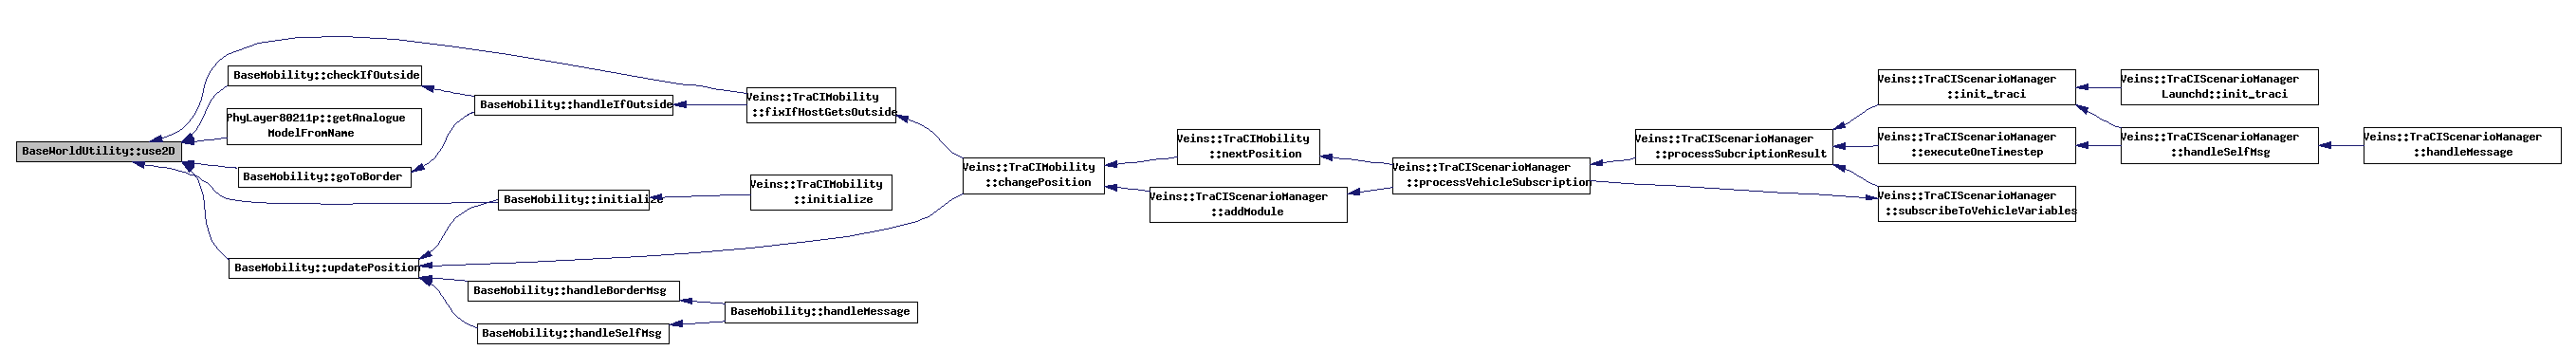 BaseWorldUtility::use2D
BaseMobility::checkIfOutside
PhyLayer80211p::getAnalogue
ModelFromName
BaseMobility::goToBorder
BaseMobility::updatePosition
BaseMobility::handleIfOutside
BaseMobility::initialize
BaseMobility::handleBorderMsg
BaseMobility::handleSelfMsg
Veins::TraCIMobility
::fixIfHostGetsOutside
Veins::TraCIMobility
::initialize
BaseMobility::handleMessage
Veins::TraCIMobility
::changePosition
Veins::TraCIMobility
::nextPosition
Veins::TraCIScenarioManager
::addModule
Veins::TraCIScenarioManager
::processVehicleSubscription
Veins::TraCIScenarioManager
::processSubcriptionResult
Veins::TraCIScenarioManager
::init_traci
Veins::TraCIScenarioManager
::executeOneTimestep
Veins::TraCIScenarioManager
::subscribeToVehicleVariables
Veins::TraCIScenarioManager
Launchd::init_traci
Veins::TraCIScenarioManager
::handleSelfMsg
Veins::TraCIScenarioManager
::handleMessage